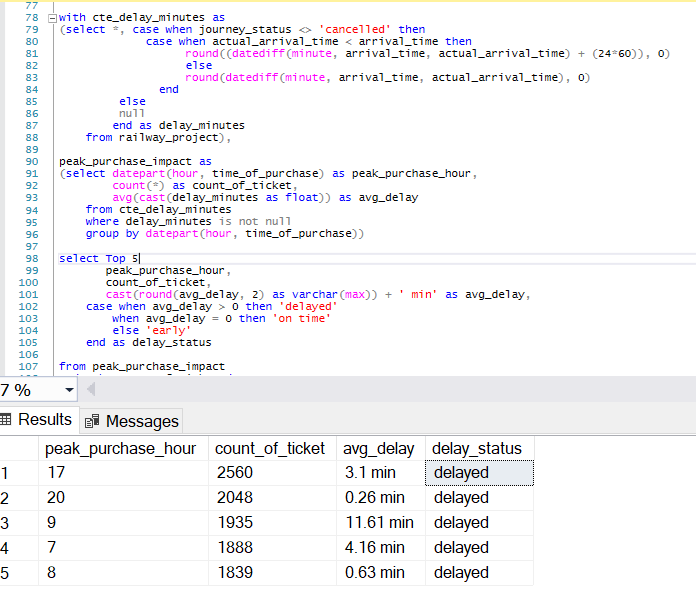 77
78 with cte_delay_minutes as
79 (select *, case when journey_status <> 'cancelled' then
80 case when actual_arrival_time < arrival_time then
81 round((datediff(minute, arrival_time, actual_arrival_time) + (24*60)), 0)
82 else
83 round(datediff(minute, arrival_time, actual_arrival_time), 0)
84 end
85 else
86 null
87 end as delay_minutes
88 from railway_project),
89
90 peak_purchase_impact as
91 (select datepart(hour, time_of_purchase) as peak_purchase_hour,
92 count(*) as count_of_ticket,
93 avg(cast(delay_minutes as float)) as avg_delay
94 from cte_delay_minutes
95 where delay_minutes is not null
96 group by datepart(hour, time_of_purchase))
97
98 select Top 5
99 peak_purchase_hour,
100 count_of_ticket,
101 cast(round(avg_delay, 2) as varchar(max)) + ' min' as avg_delay,
102 case when avg_delay > 0 then 'delayed'
103 when avg_delay = 0 then 'on time'
104 else 'early'
105 end as delay_status
106
107 from peak_purchase_impact
7 %
Results Messages
peak_purchase_hour count_of_ticket avg_delay delay_status
1 17 2560 3.1 min delayed
2 20 2048 0.26 min delayed
3 9 1935 11.61 min delayed
4 7 1888 4.16 min delayed
5 8 1839 0.63 min delayed